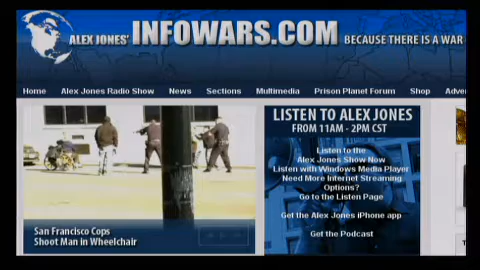 ALEX JONES' INFOWARS.COM BECAUSE THERE IS A WAR
Home Alex Jones Radio Show News Sections Multimedia Prison Planet Forum Shop Adve
LISTEN TO ALEX JONES
FROM 11AM - 2PM CST
Listen to the
Alex Jones Show Now
Listen with Windows Media Player
Need More Internet Streaming
Options?
Go to the Listen Page
Get the Alex Jones iPhone app
Get the Podcast
San Francisco Cops
Shoot Man in Wheelchair